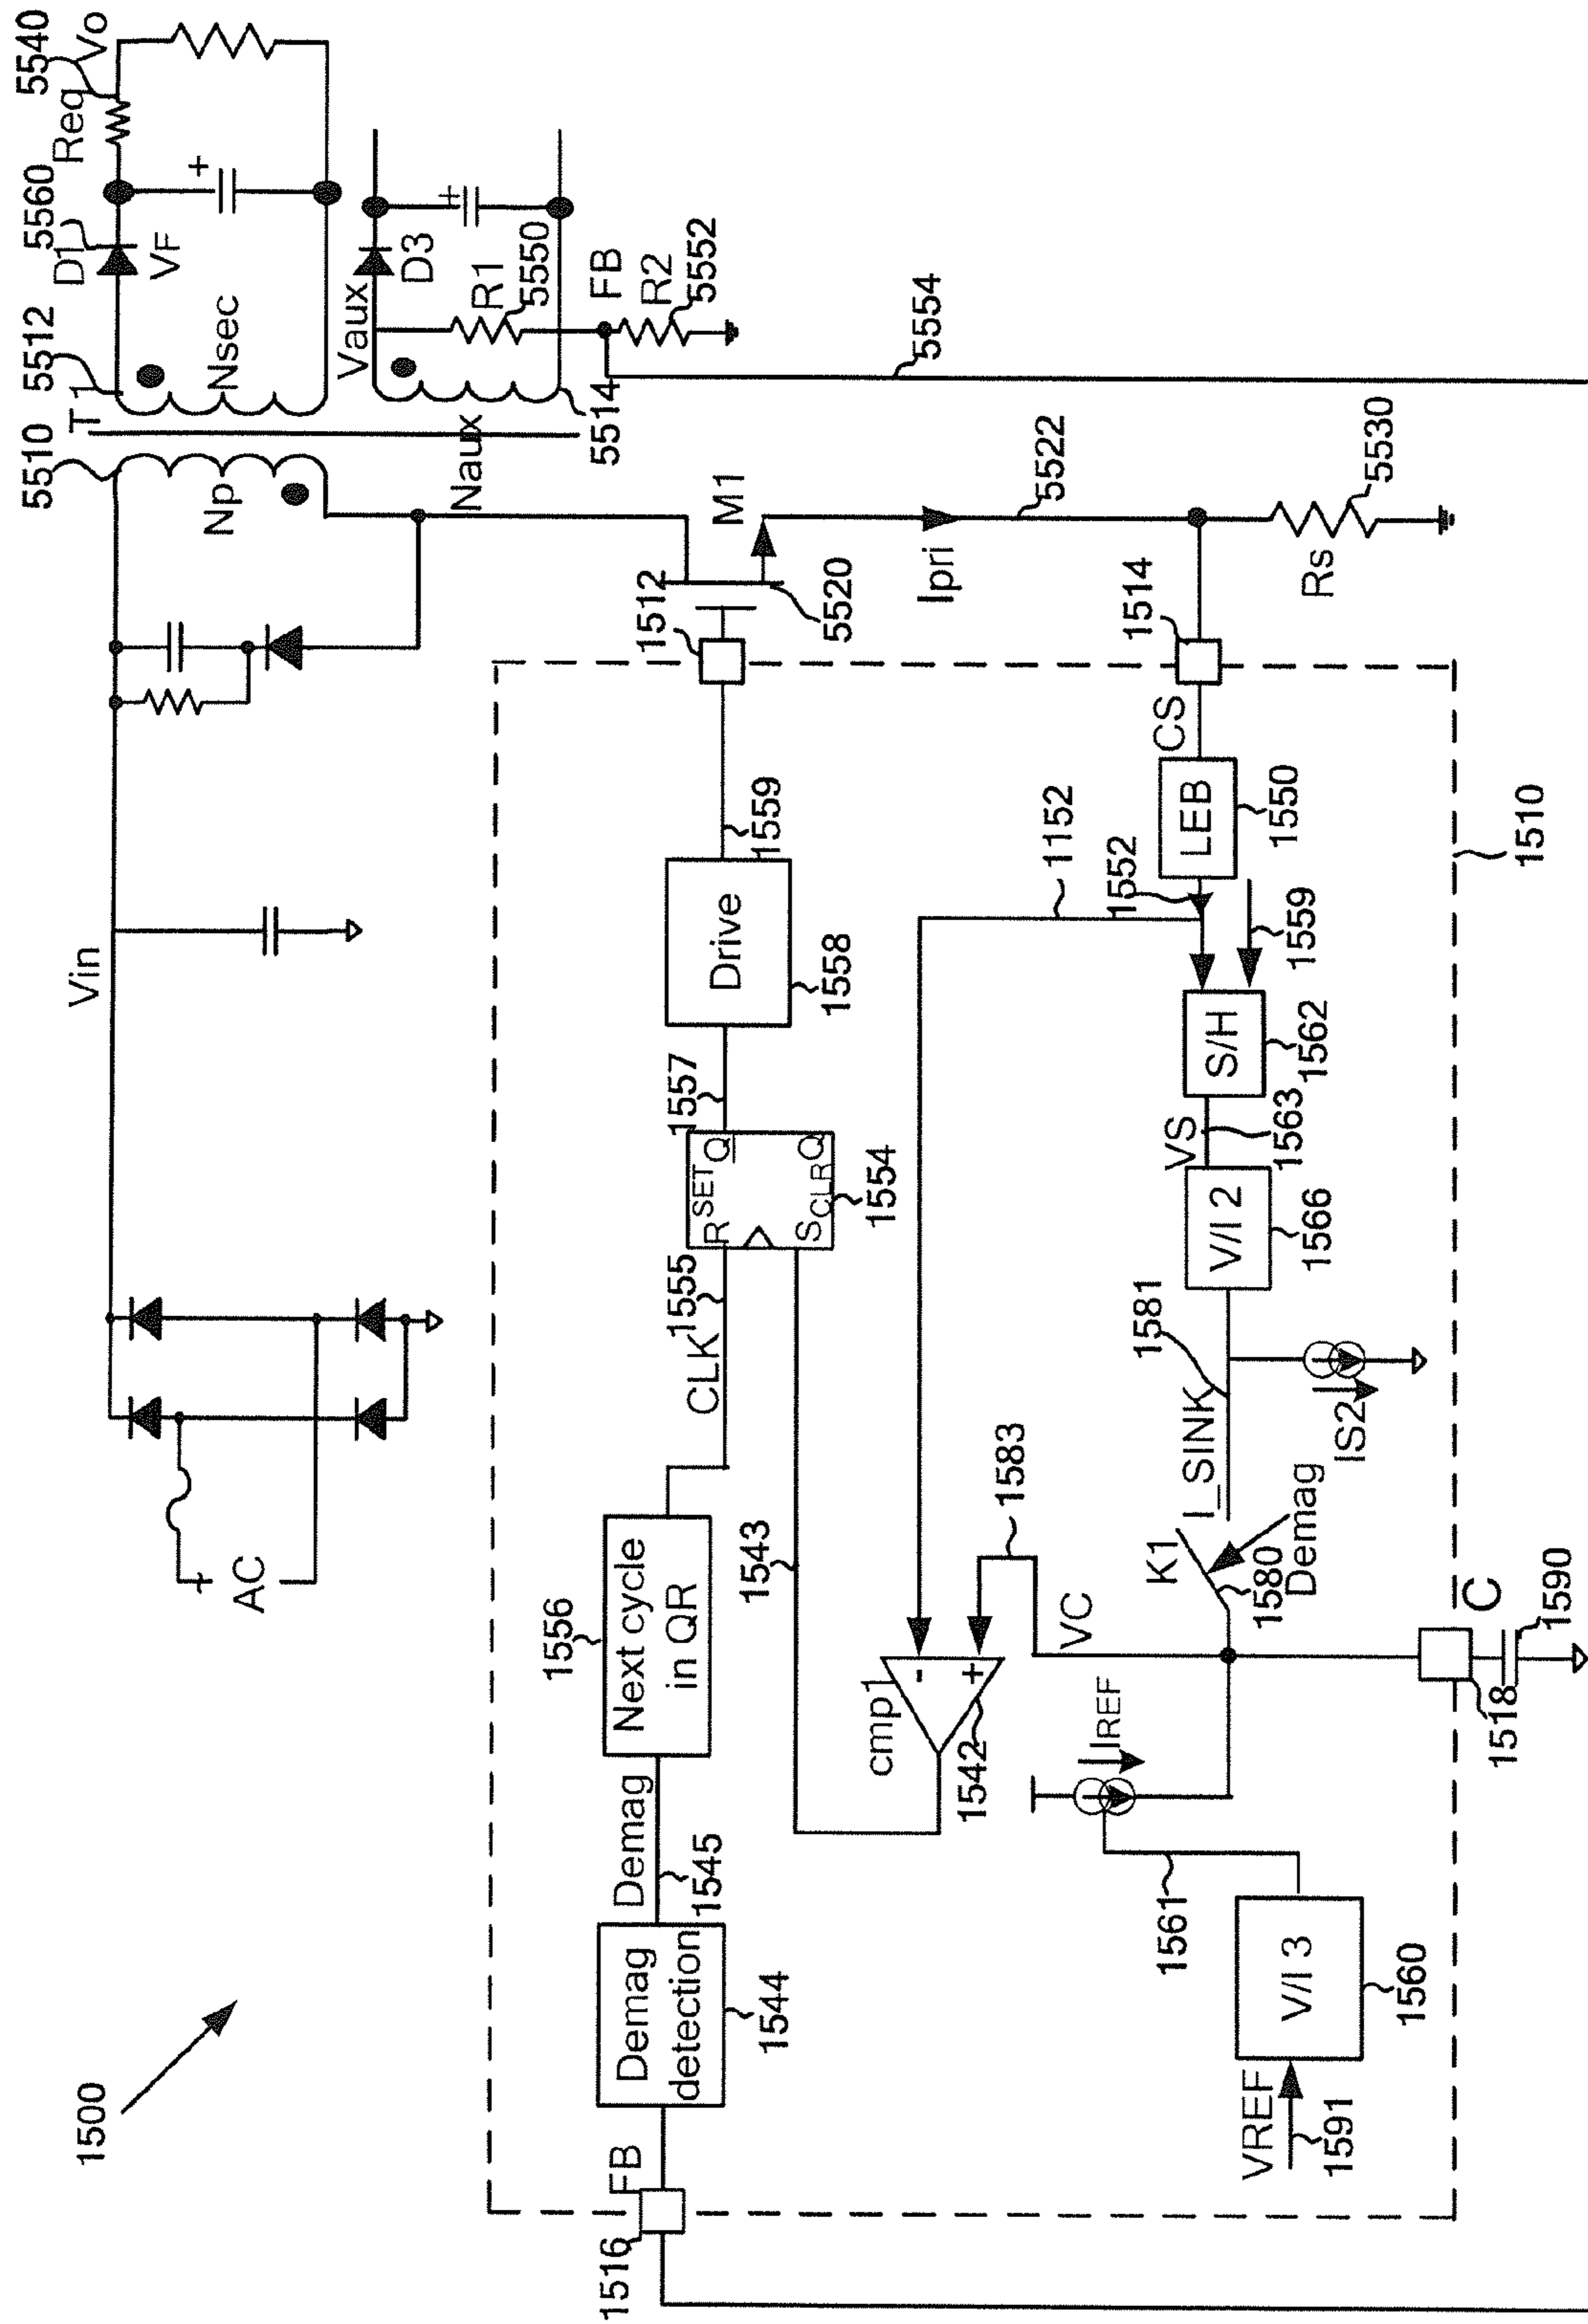 1500
AC
Vin
5510
T1
5512
D1
5560
Req
5540
Vo
VF
Np
Nsec
Naux
Vaux
D3
R1
5550
5514
FB
R2
5552
5554
M1
5520
1512
Ipri
5522
1514
Rs
5530
1516
FB
Demag
detection
1544
Demag
1545
1556
Next cycle
in QR
CLK
1555
R SET Q
S CLR Q
1554
1557
Drive
1558
1559
1543
cmp1
-
+
1542
1583
1152
1552
CS
LEB
1550
1559
S/H
1562
VS
1563
V/I 2
1566
1581
I_SINK
IS2
K1
1580
Demag
VC
IREF
1561
V/I 3
1560
VREF
1591
1518
C
1590
1510